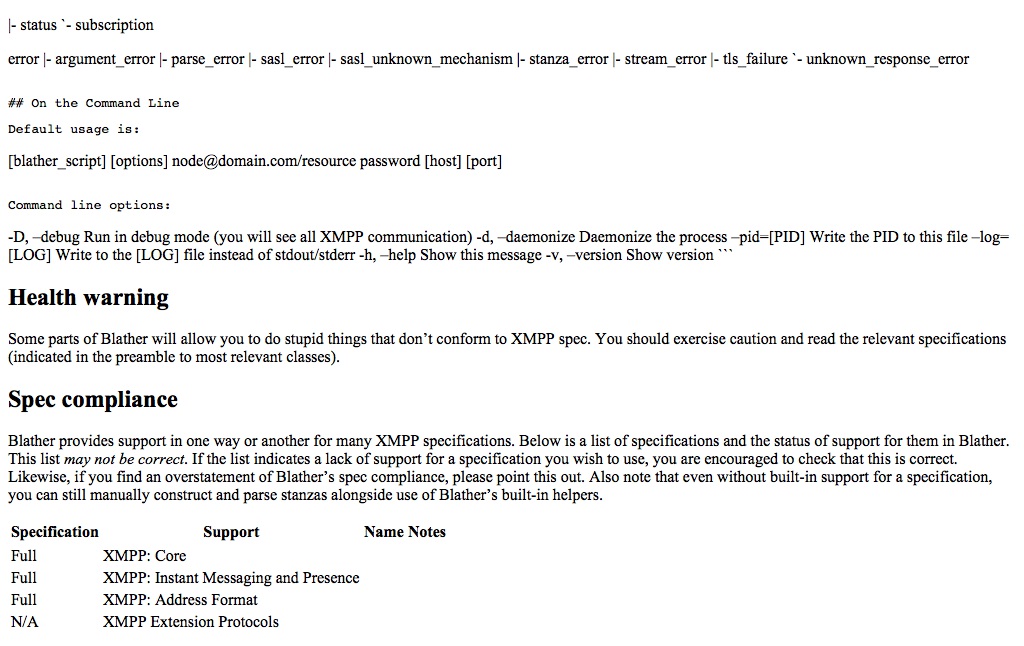 |- status `- subscription
error |- argument_error |- parse_error |- sasl_error |- sasl_unknown_mechanism |- stanza_error |- stream_error |- tls_failure `- unknown_response_error
## On the Command Line
Default usage is:
[blather_script] [options] node@domain.com/resource password [host] [port]
Command line options:
-D, –debug Run in debug mode (you will see all XMPP communication) -d, –daemonize Daemonize the process –pid=[PID] Write the PID to this file –log=
[LOG] Write to the [LOG] file instead of stdout/stderr -h, –help Show this message -v, –version Show version ```
Health warning
Some parts of Blather will allow you to do stupid things that don’t conform to XMPP spec. You should exercise caution and read the relevant specifications
(indicated in the preamble to most relevant classes).
Spec compliance
Blather provides support in one way or another for many XMPP specifications. Below is a list of specifications and the status of support for them in Blather.
This list may not be correct. If the list indicates a lack of support for a specification you wish to use, you are encouraged to check that this is correct.
Likewise, if you find an overstatement of Blather’s spec compliance, please point this out. Also note that even without built-in support for a specification,
you can still manually construct and parse stanzas alongside use of Blather’s built-in helpers.
Specification Support Name Notes
Full XMPP: Core
Full XMPP: Instant Messaging and Presence
Full XMPP: Address Format
N/A XMPP Extension Protocols